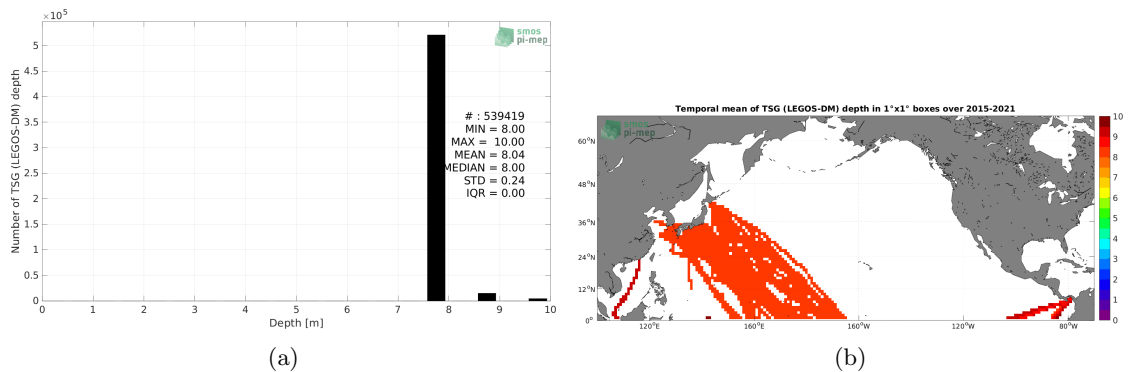 ×10⁵
5
4.5
4
3.5
3
2.5
2
1.5
1
0.5
0
Number of TSG (LEGOS-DM) depth
smos
pi-mep
# : 539419
MIN = 8.00
MAX = 10.00
MEAN = 8.04
MEDIAN = 8.00
STD = 0.24
IQR = 0.00
0 1 2 3 4 5 6 7 8 9 10
Depth [m]
(a)
Temporal mean of TSG (LEGOS-DM) depth in 1°x1° boxes over 2015-2021
smos
pi-mep
60°N
48°N
36°N
24°N
12°N
0°
120°E 160°E 160°W 120°W 80°W
10
9
8
7
6
5
4
3
2
1
0
(b)